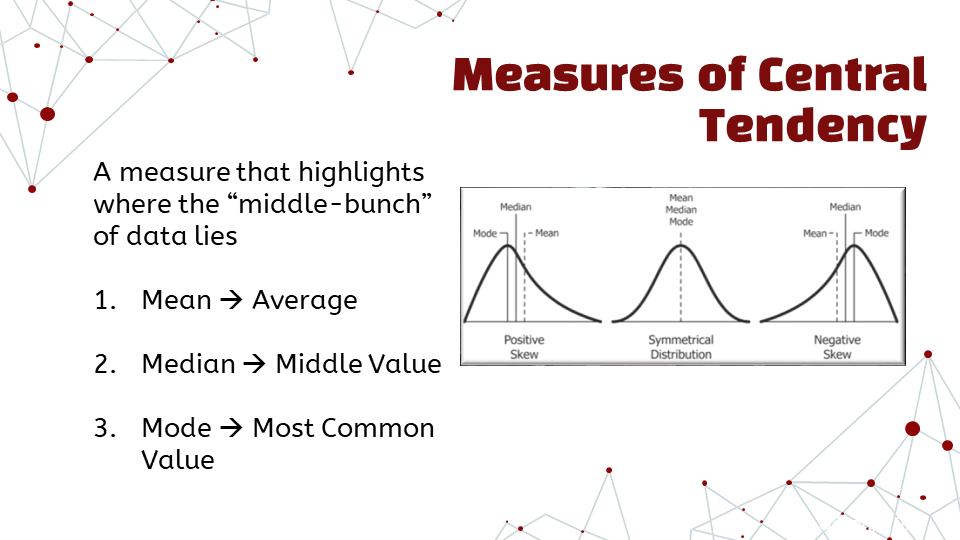 Measures of Central
Tendency
A measure that highlights
where the “middle-bunch”
of data lies
1. Mean → Average
2. Median → Middle Value
3. Mode → Most Common
Value
Median
Mode
Mean
Positive
Skew
Mean
Median
Mode
Symmetrical
Distribution
Median
Mean
Mode
Negative
Skew